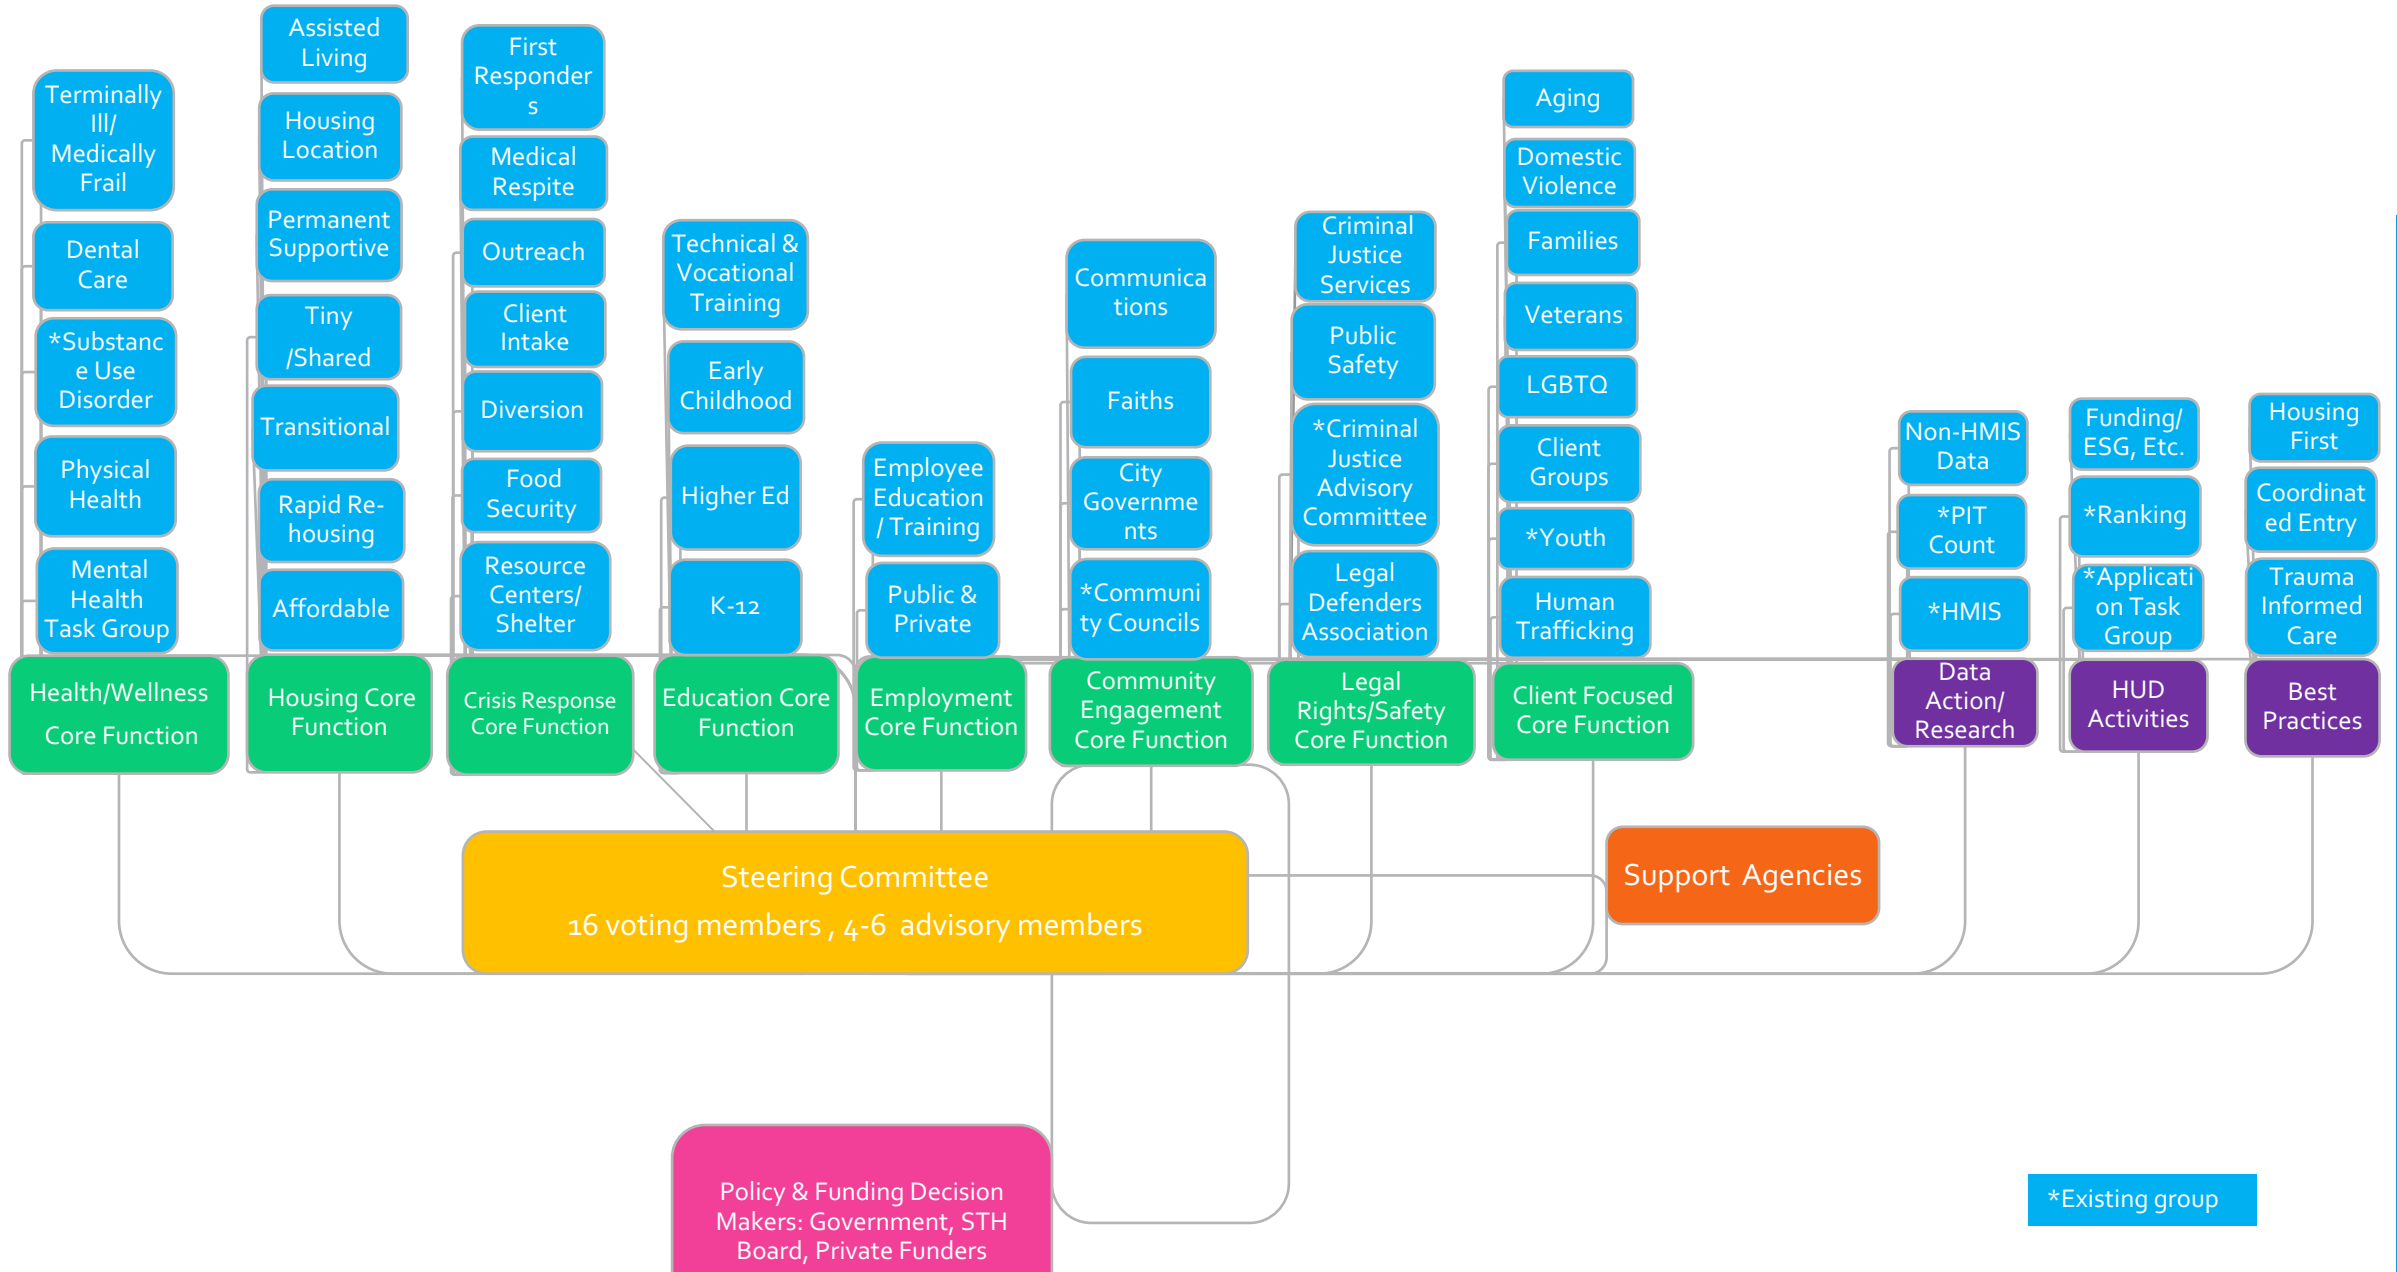 Assisted
Living
Housing
Location
Permanent
Supportive
Tiny
/Shared
Transitional
Rapid Re-
housing
Affordable
Housing Core
Function
Terminally
Ill/
Medically
Frail
Dental
Care
*Substanc
e Use
Disorder
Physical
Health
Mental
Health
Task Group
Health/Wellness
Core Function
First
Responder
s
Medical
Respite
Outreach
Client
Intake
Diversion
Food
Security
Resource
Centers/
Shelter
Crisis Response
Core Function
Technical &
Vocational
Training
Early
Childhood
Higher Ed
K-12
Education Core
Function
Employee
Education
/ Training
Public &
Private
Employment
Core Function
Communica
tions
Faiths
City
Governme
nts
*Communi
ty Councils
Community
Engagement
Core Function
Criminal
Justice
Services
Public
Safety
*Criminal
Justice
Advisory
Committee
Legal
Defenders
Association
Legal
Rights/Safety
Core Function
Aging
Domestic
Violence
Families
Veterans
LGBTQ
Client
Groups
*Youth
Human
Trafficking
Client Focused
Core Function
Non-HMIS
Data
*PIT
Count
*HMIS
Data
Action/
Research
Funding/
ESG, Etc.
*Ranking
*Applicati
on Task
Group
HUD
Activities
Housing
First
Coordinat
ed Entry
Trauma
Informed
Care
Best
Practices
Steering Committee
16 voting members , 4-6 advisory members
Support Agencies
Policy & Funding Decision
Makers: Government, STH
Board, Private Funders
*Existing group